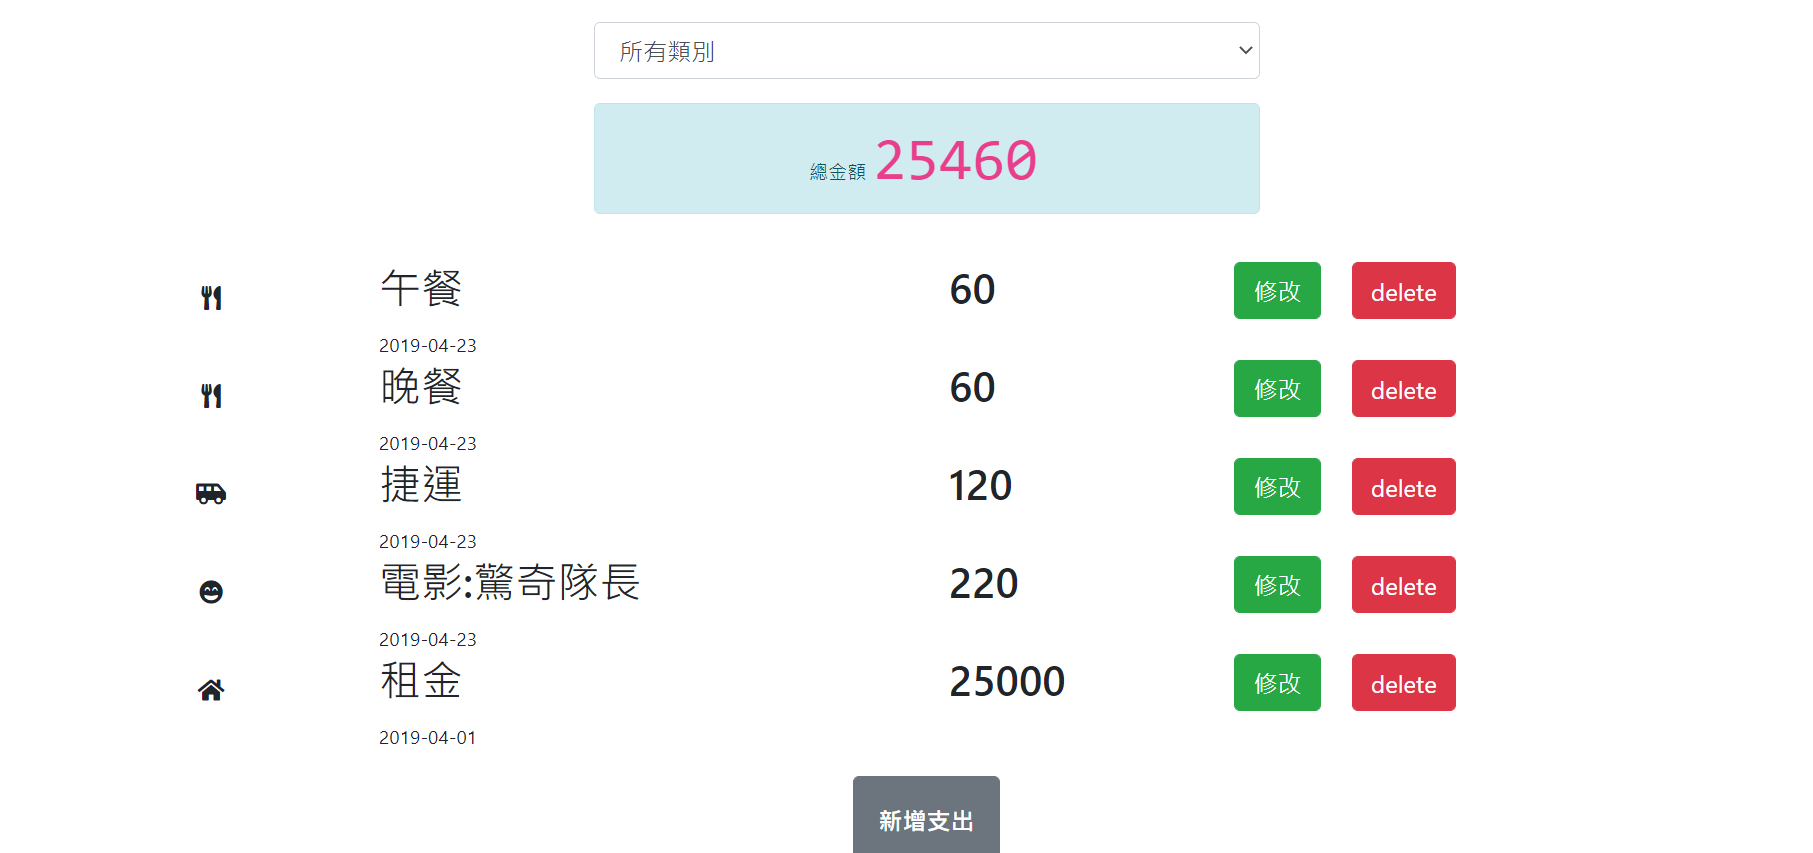 所有類別
總金額 25460
午餐 60 修改 delete
2019-04-23
晚餐 60 修改 delete
2019-04-23
捷運 120 修改 delete
2019-04-23
電影:驚奇隊長 220 修改 delete
2019-04-23
租金 25000 修改 delete
2019-04-01
新增支出